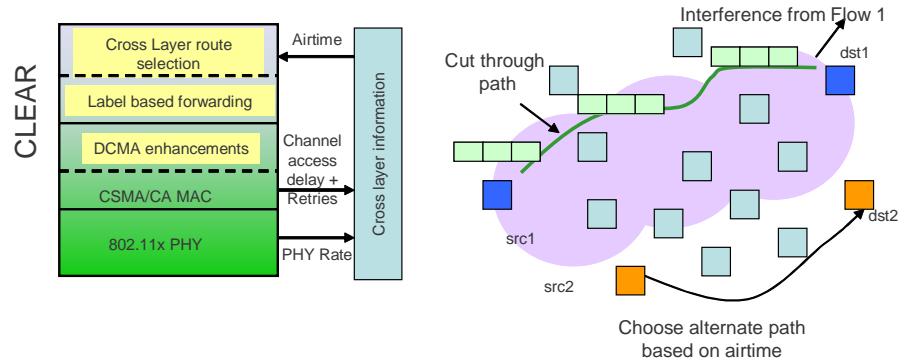 CLEAR
Cross Layer route
selection
Label based forwarding
DCMA enhancements
CSMA/CA MAC
802.11x PHY
Airtime
Channel
access
delay +
Retries
PHY Rate
Cross layer information
Interference from Flow 1
dst1
Cut through
path
src1
dst2
src2
Choose alternate path
based on airtime